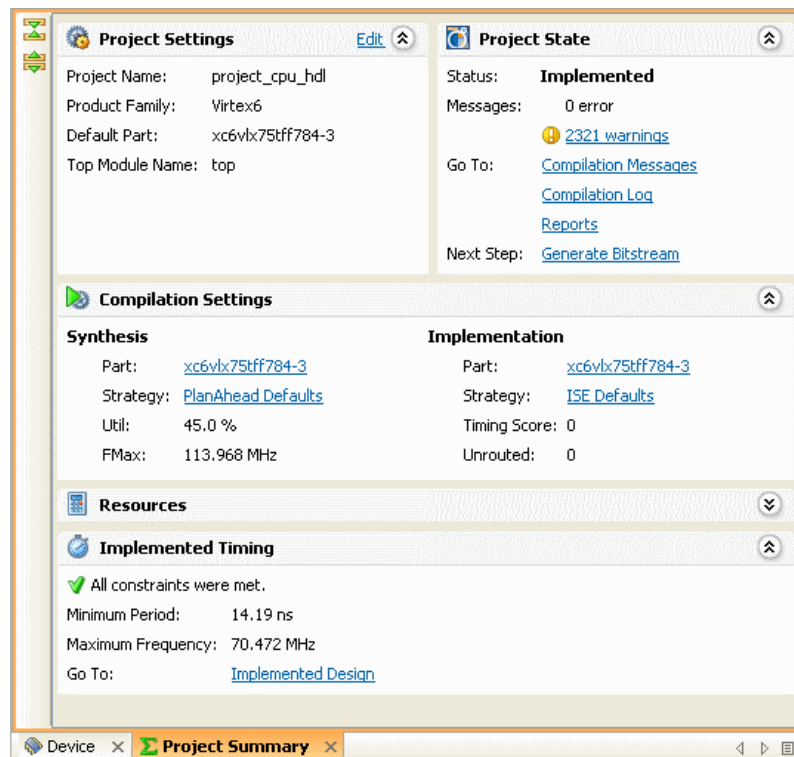 Project Settings Edit
Project Name: project_cpu_hdl
Product Family: Virtex6
Default Part: xc6vlx75tff784-3
Top Module Name: top
Project State
Status: Implemented
Messages: 0 error
2321 warnings
Go To: Compilation Messages
Compilation Log
Reports
Next Step: Generate Bitstream
Compilation Settings
Synthesis
Part: xc6vlx75tff784-3
Strategy: PlanAhead Defaults
Util: 45.0 %
FMax: 113.968 MHz
Implementation
Part: xc6vlx75tff784-3
Strategy: ISE Defaults
Timing Score: 0
Unrouted: 0
Resources
Implemented Timing
All constraints were met.
Minimum Period: 14.19 ns
Maximum Frequency: 70.472 MHz
Go To: Implemented Design
Device Project Summary